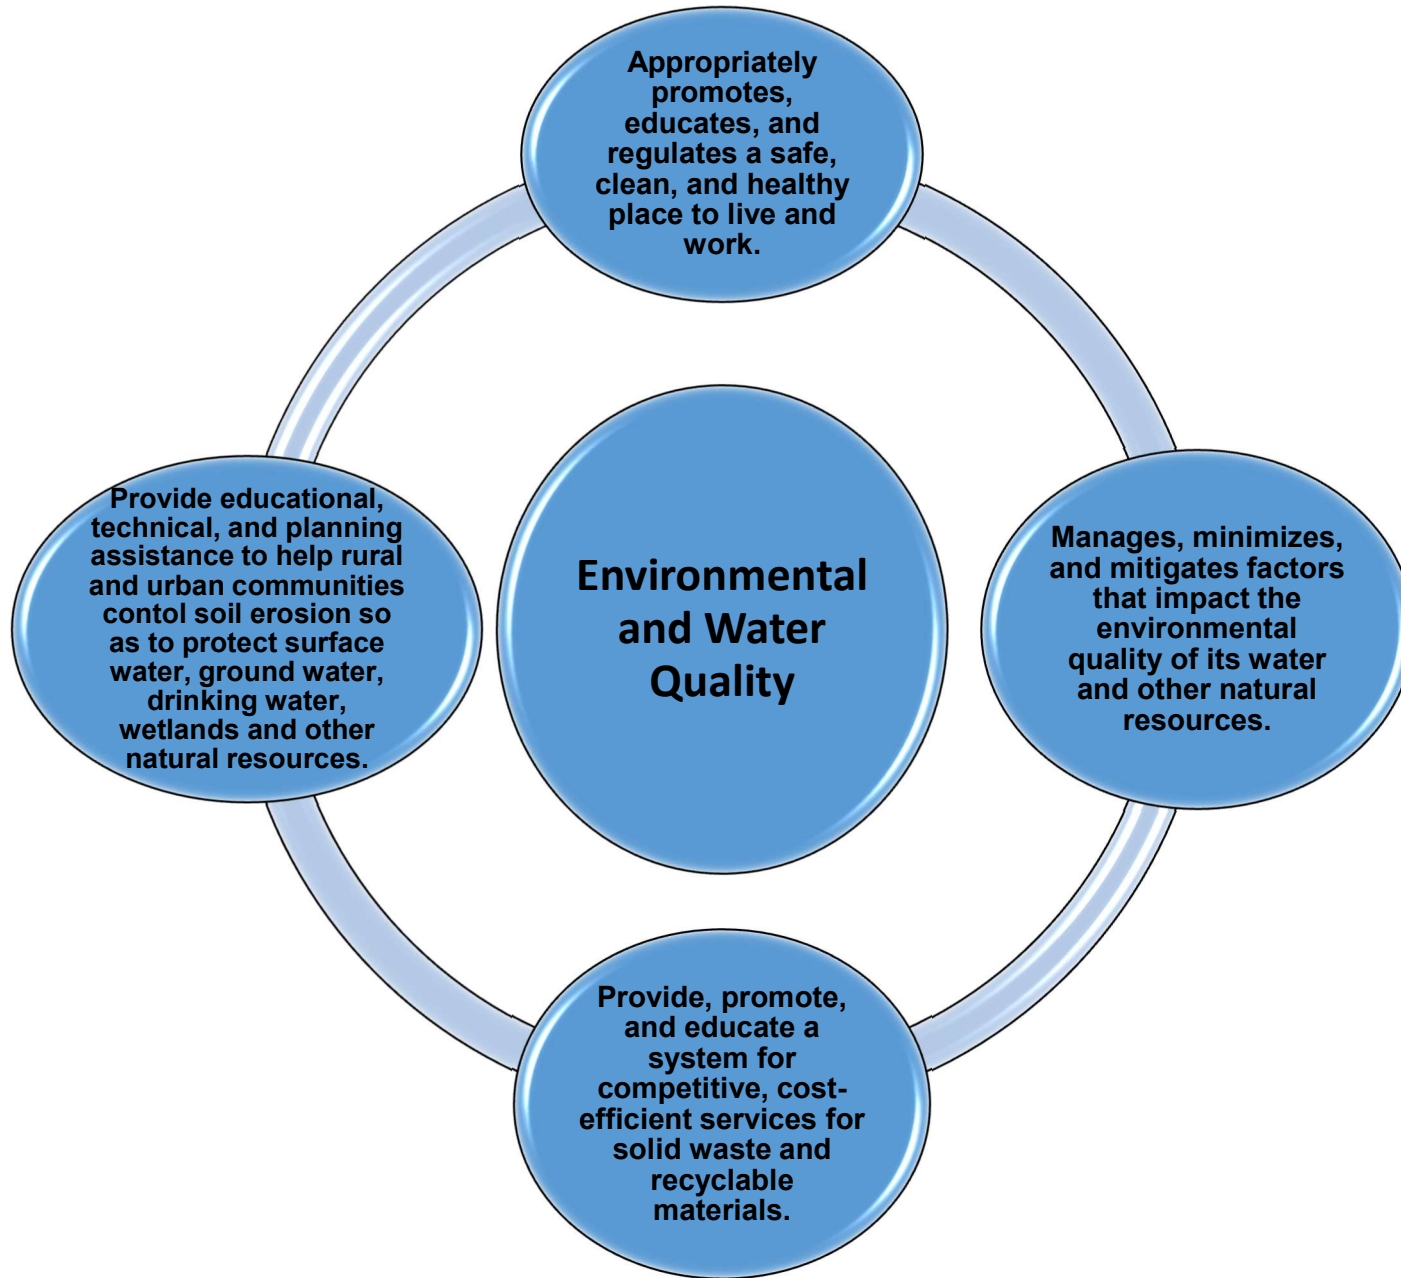 Appropriately
promotes,
educates, and
regulates a safe,
clean, and healthy
place to live and
work.
Provide educational,
technical, and planning
assistance to help rural
and urban communities
contol soil erosion so
as to protect surface
water, ground water,
drinking water,
wetlands and other
natural resources.
Environmental
and Water
Quality
Manages, minimizes,
and mitigates factors
that impact the
environmental
quality of its water
and other natural
resources.
Provide, promote,
and educate a
system for
competitive, cost-
efficient services for
solid waste and
recyclable
materials.